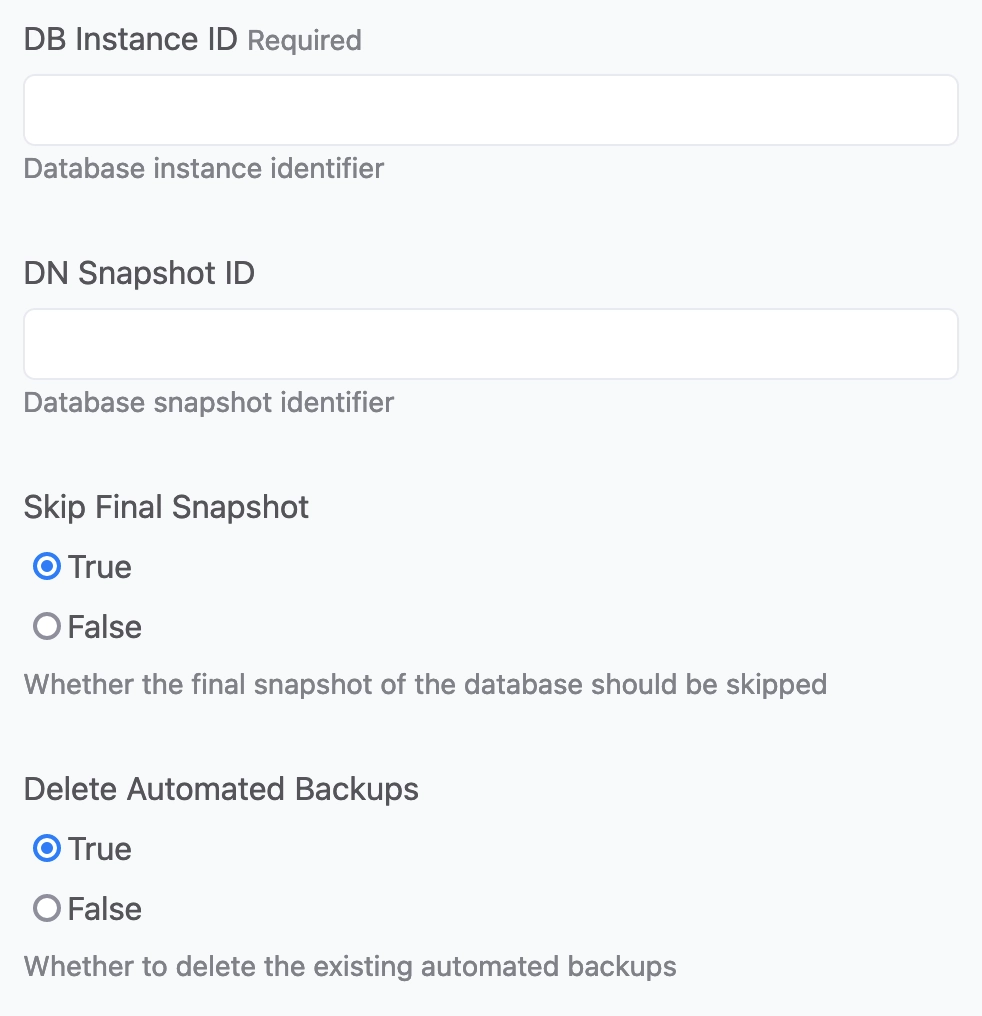 DB Instance ID Required
Database instance identifier
DN Snapshot ID
Database snapshot identifier
Skip Final Snapshot
True
False
Whether the final snapshot of the database should be skipped
Delete Automated Backups
True
False
Whether to delete the existing automated backups